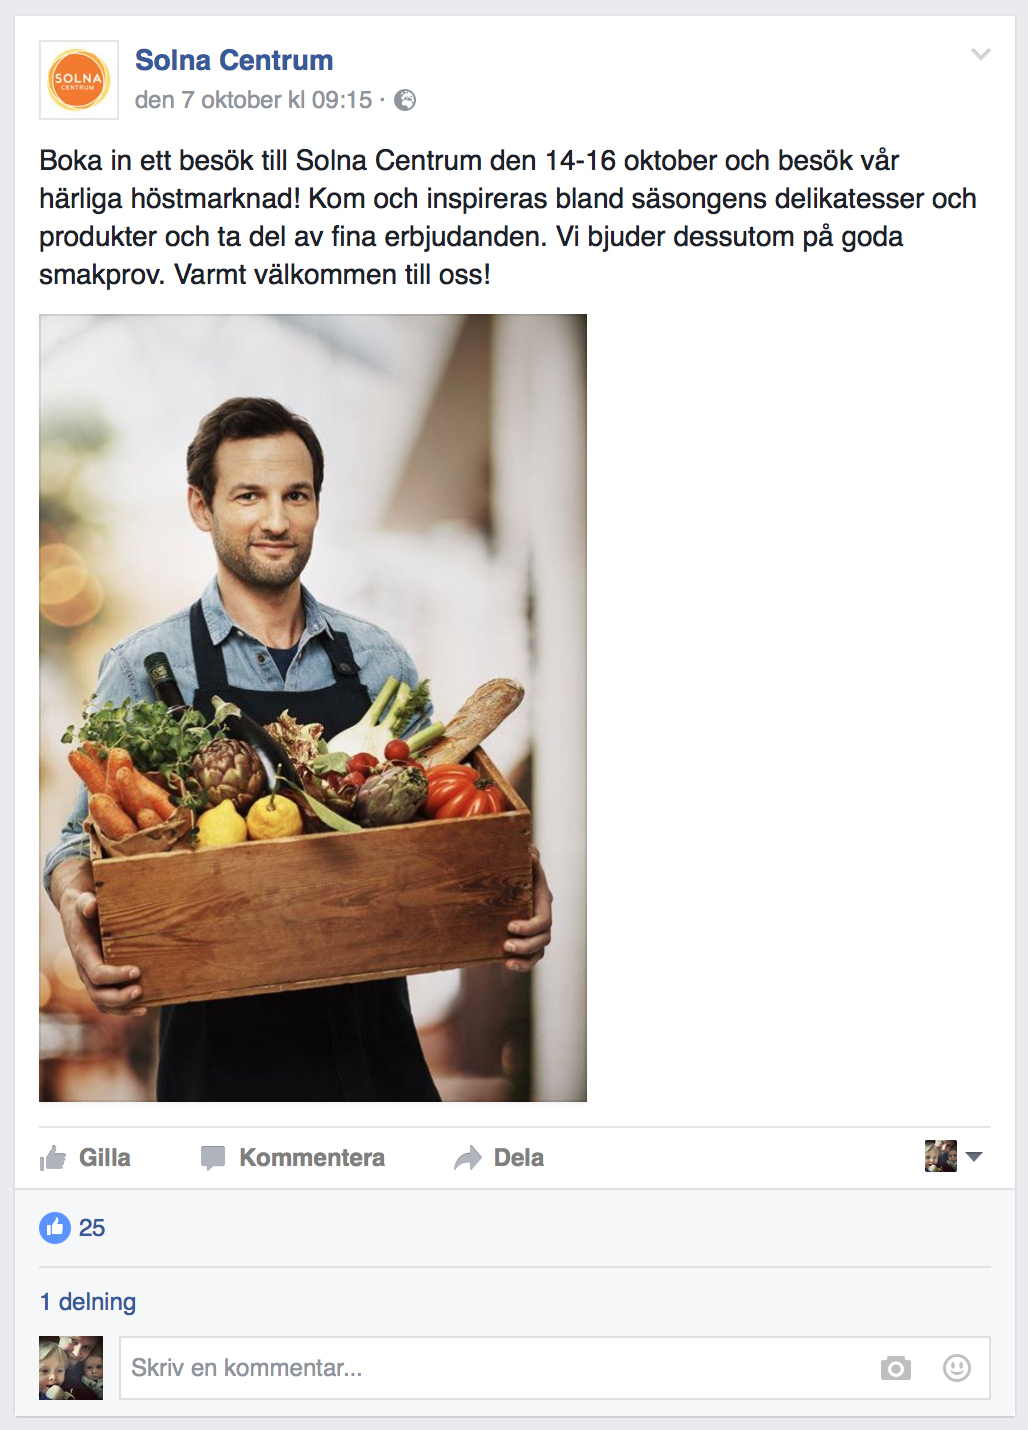 SOLNA
CENTRUM
Solna Centrum
den 7 oktober kl 09:15 ·
Boka in ett besök till Solna Centrum den 14-16 oktober och besök vår
härliga höstmarknad! Kom och inspireras bland säsongens delikatesser och
produkter och ta del av fina erbjudanden. Vi bjuder dessutom på goda
smakprov. Varmt välkommen till oss!
Gilla Kommentera Dela
25
1 delning
Skriv en kommentar...